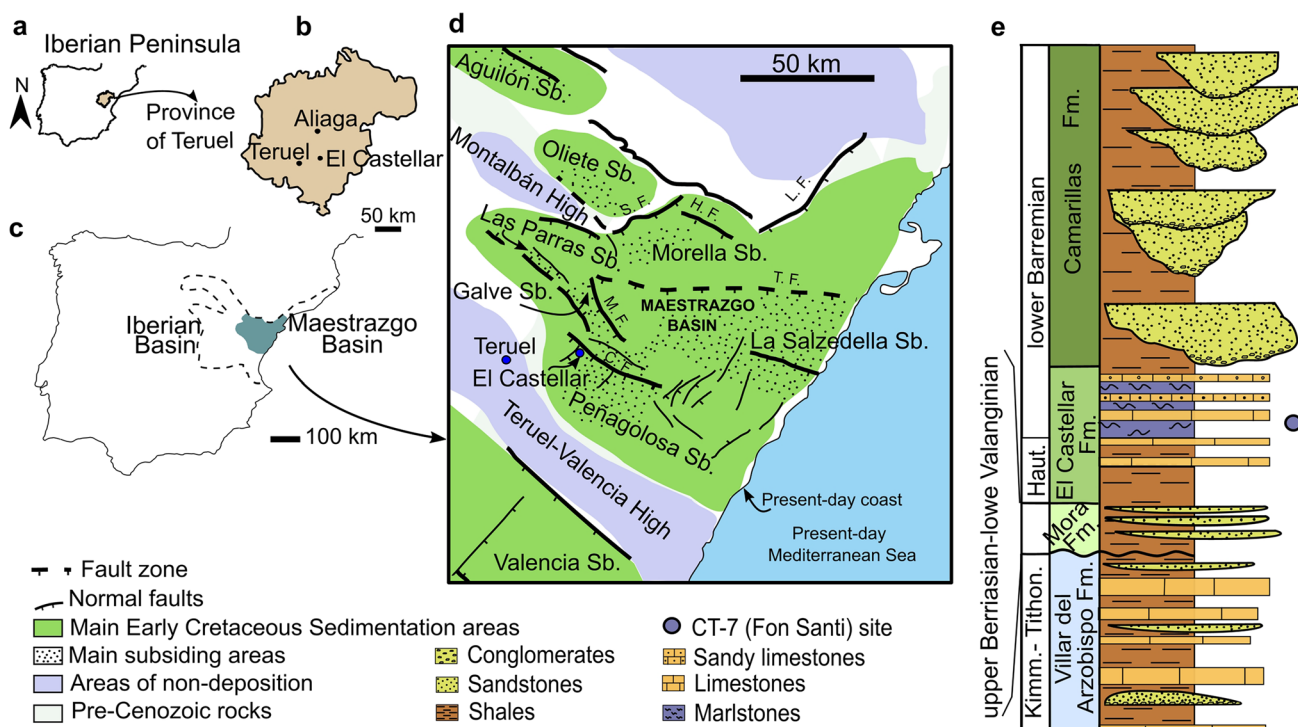 a
Iberian Peninsula
N
Province
of Teruel
b
Aliaga
Teruel
El Castellar
50 km
c
Iberian
Basin
Maestrazgo
Basin
100 km
d
50 km
Aguilón Sb.
Montalbán High
Oliete Sb.
S. F.
H. F.
L. F.
Las Parras Sb.
Morella Sb.
T. F.
Galve Sb.
M. F.
MAESTRAZGO
BASIN
La Salzedella Sb.
Teruel
C. F.
El Castellar
Peñagolosa Sb.
Teruel-Valencia High
Present-day coast
Present-day
Mediterranean Sea
Valencia Sb.
e
lower Barremian
Camarillas Fm.
upper Berriasian-lowe Valanginian
Haut.
El Castellar
Fm.
Mora
Fm.
Kimm.- Tithon.
Villar del
Arzobispo Fm.
Fault zone
Normal faults
Main Early Cretaceous Sedimentation areas
Main subsiding areas
Areas of non-deposition
Pre-Cenozoic rocks
Conglomerates
Sandstones
Shales
CT-7 (Fon Santi) site
Sandy limestones
Limestones
Marlstones